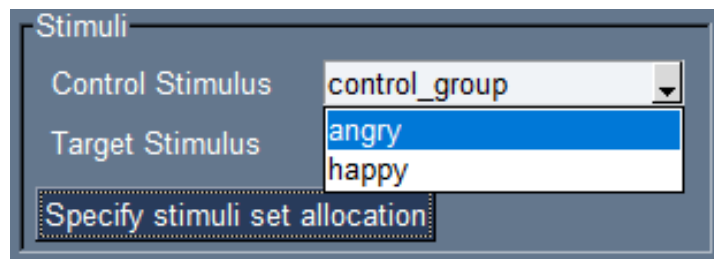 Stimuli
Control Stimulus control_group
Target Stimulus angry
happy
Specify stimuli set allocation